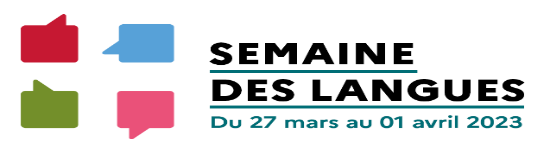 SEMAINE
DES LANGUES
Du 27 mars au 01 avril 2023